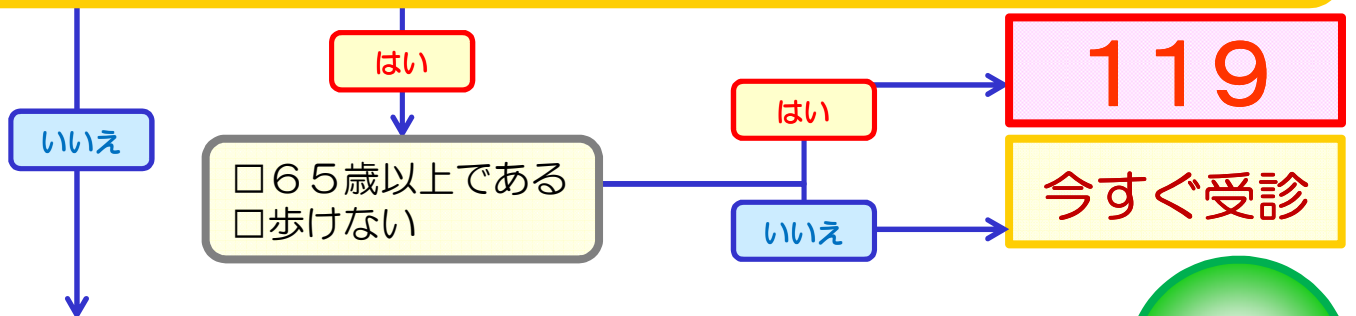 はい
いいえ
□６５歳以上である
□歩けない
はい
いいえ
１１９
今すぐ受診